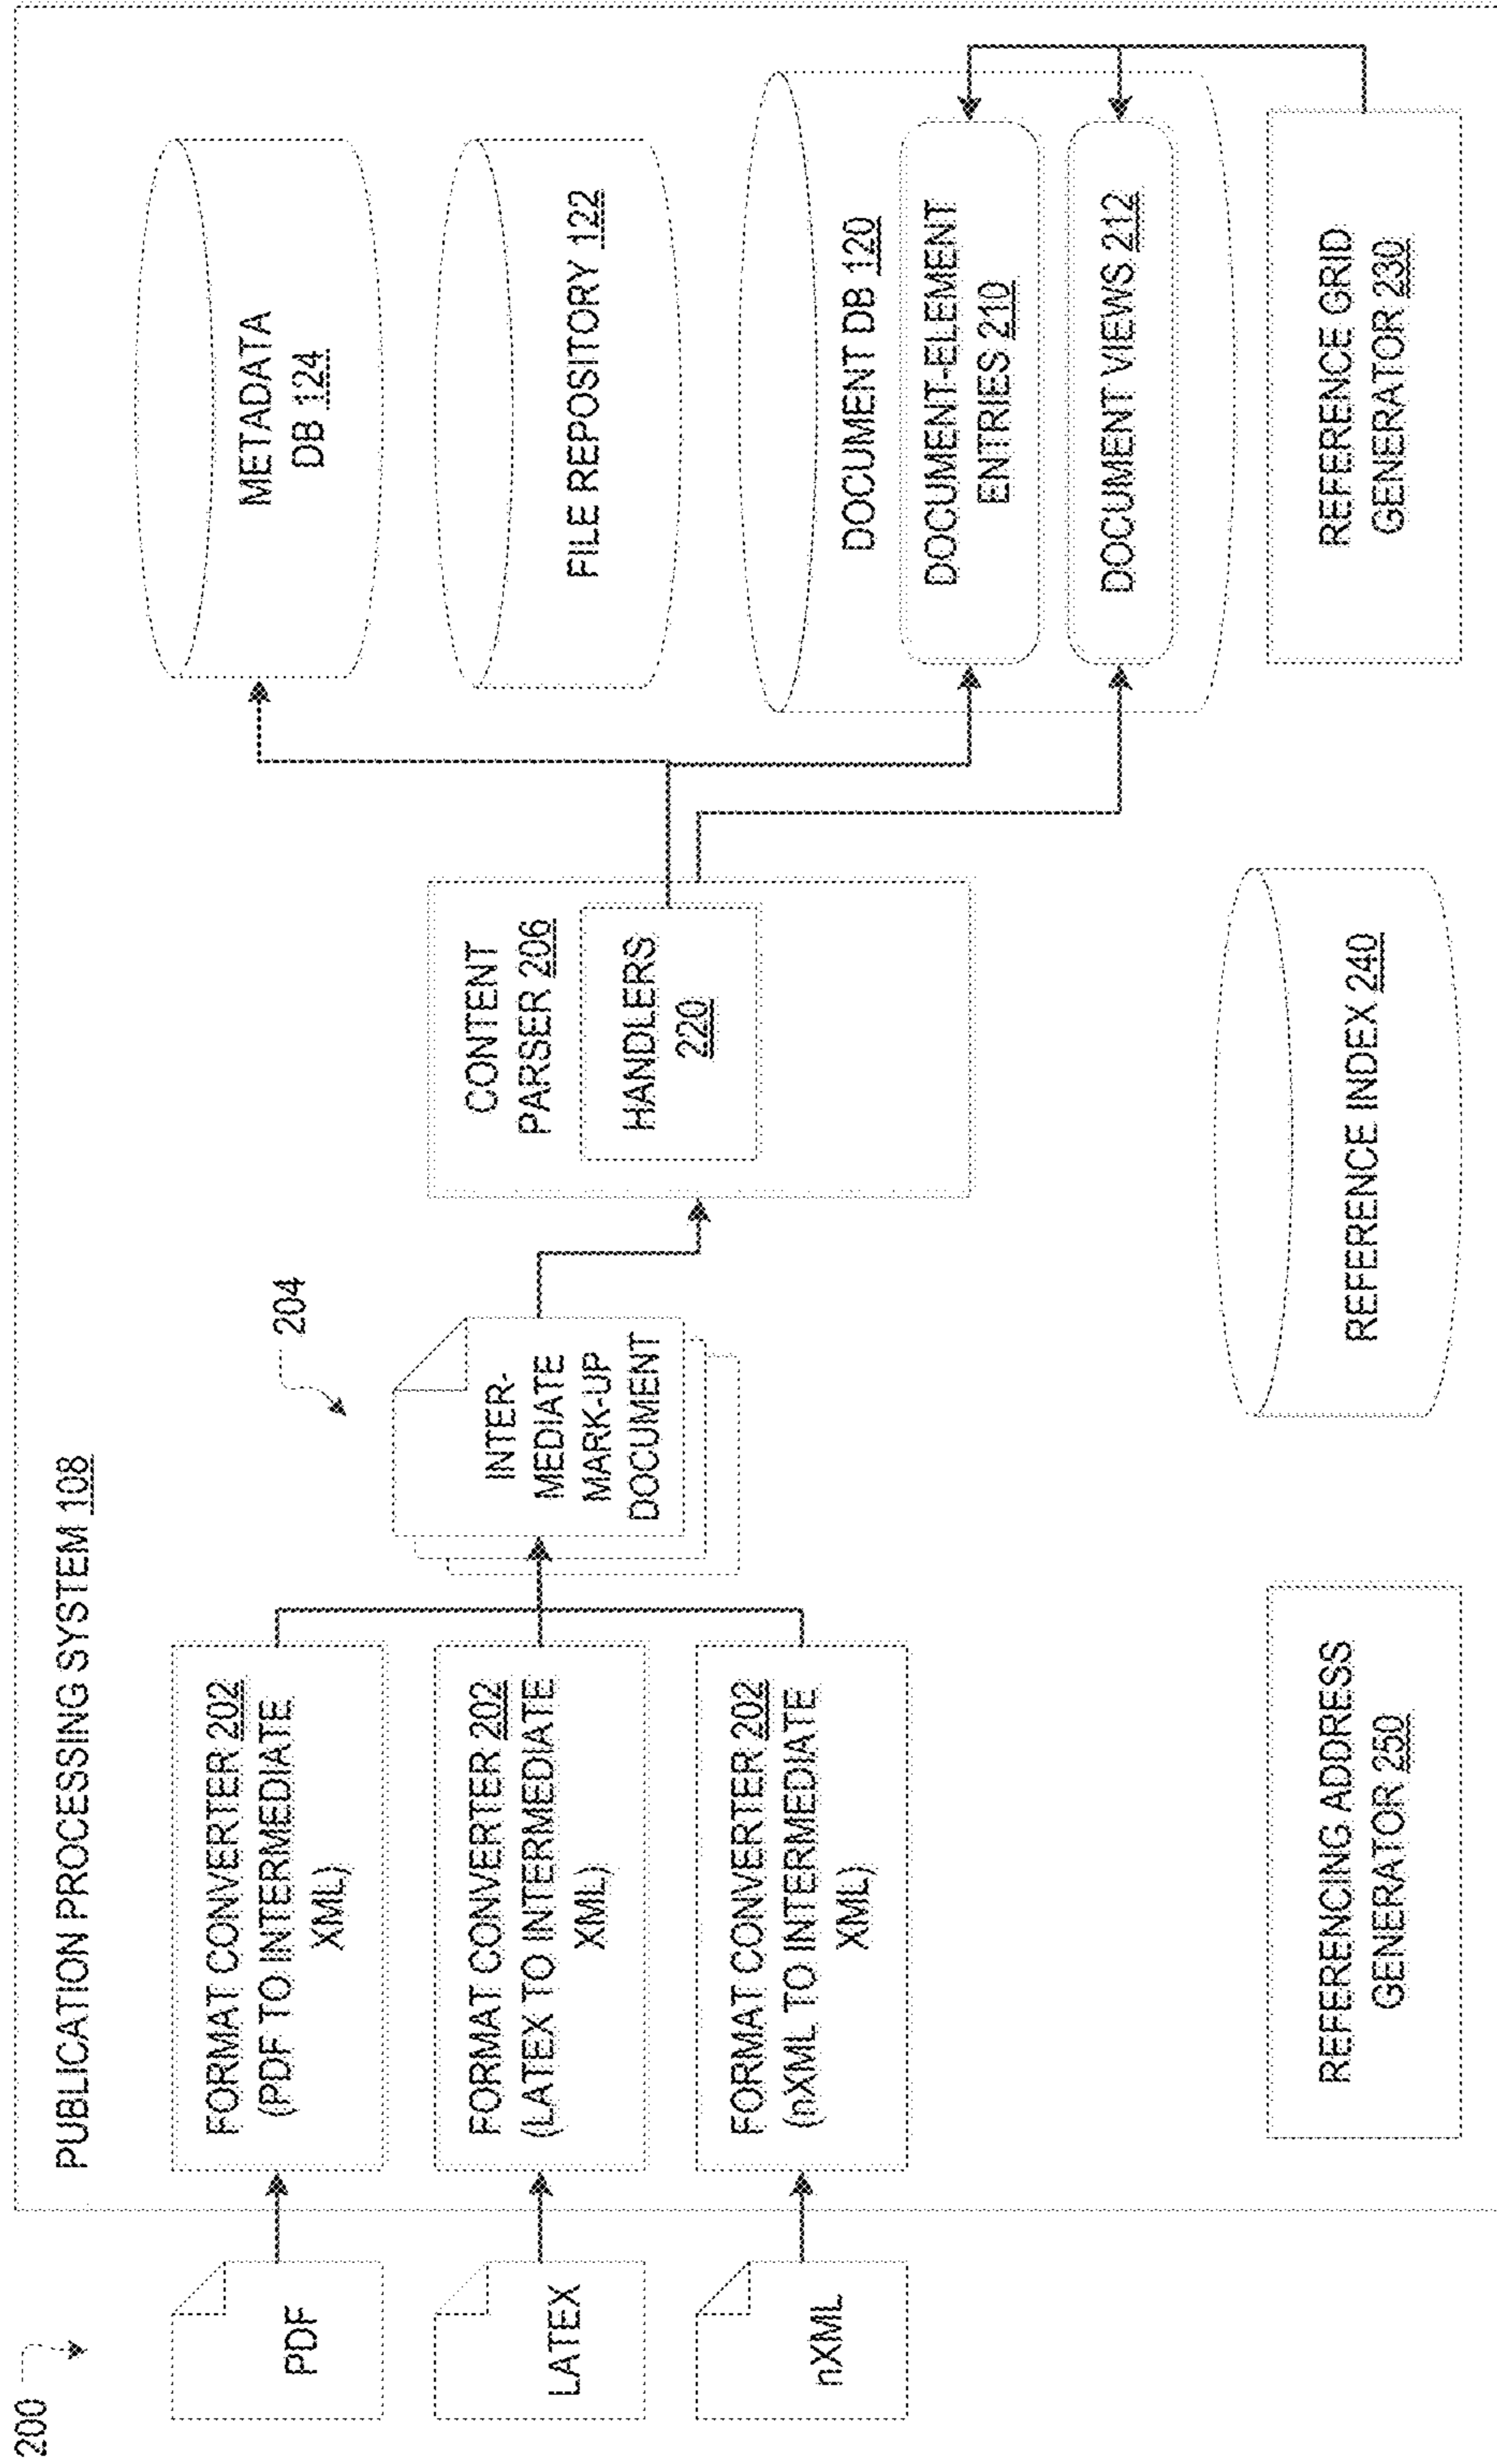 200
PUBLICATION PROCESSING SYSTEM 108
PDF
LATEX
nXML
FORMAT CONVERTER 202
(PDF TO INTERMEDIATE
XML)
FORMAT CONVERTER 202
(LATEX TO INTERMEDIATE
XML)
FORMAT CONVERTER 202
(nXML TO INTERMEDIATE
XML)
204
INTER-
MEDIATE
MARK-UP
DOCUMENT
CONTENT
PARSER 206
HANDLERS
220
METADATA
DB 124
FILE REPOSITORY 122
DOCUMENT DB 120
DOCUMENT-ELEMENT
ENTRIES 210
DOCUMENT VIEWS 212
REFERENCING ADDRESS
GENERATOR 250
REFERENCE INDEX 240
REFERENCE GRID
GENERATOR 230